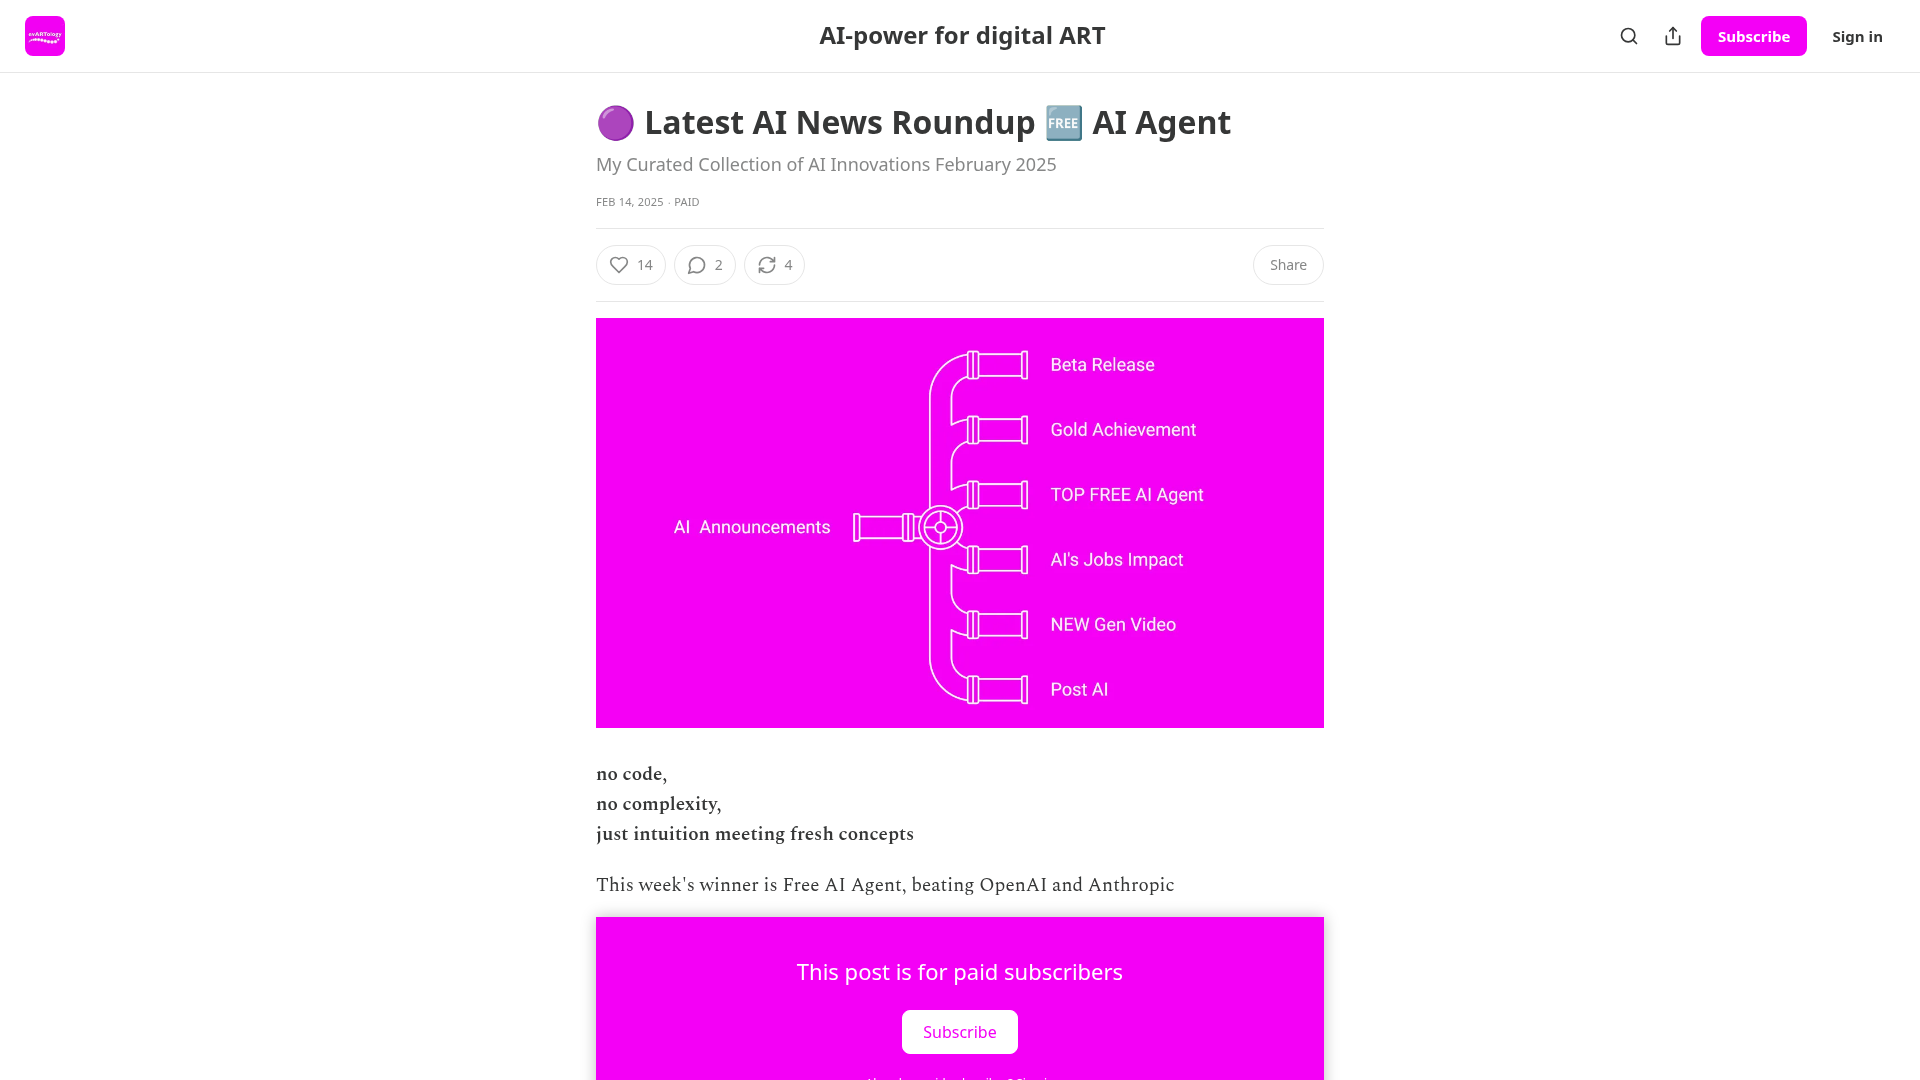 avARTology
AI-power for digital ART
Subscribe
Sign in
🟣 Latest AI News Roundup 🆓 AI Agent
My Curated Collection of AI Innovations February 2025
FEB 14, 2025 · PAID
14
2
4
Share
Beta Release
Gold Achievement
TOP FREE AI Agent
AI Announcements
AI's Jobs Impact
NEW Gen Video
Post AI
no code,
no complexity,
just intuition meeting fresh concepts
This week's winner is Free AI Agent, beating OpenAI and Anthropic
This post is for paid subscribers
Subscribe